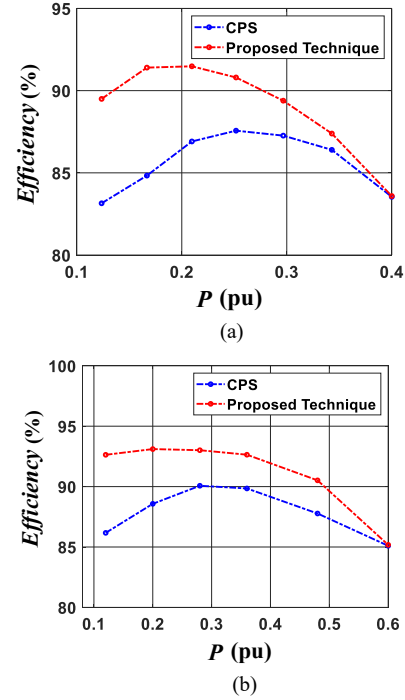 95
90
85
80
Efficiency (%)
CPS
Proposed Technique
0.1 0.2 0.3 0.4
P (pu)
(a)
100
95
90
85
80
Efficiency (%)
CPS
Proposed Technique
0.1 0.2 0.3 0.4 0.5 0.6
P (pu)
(b)